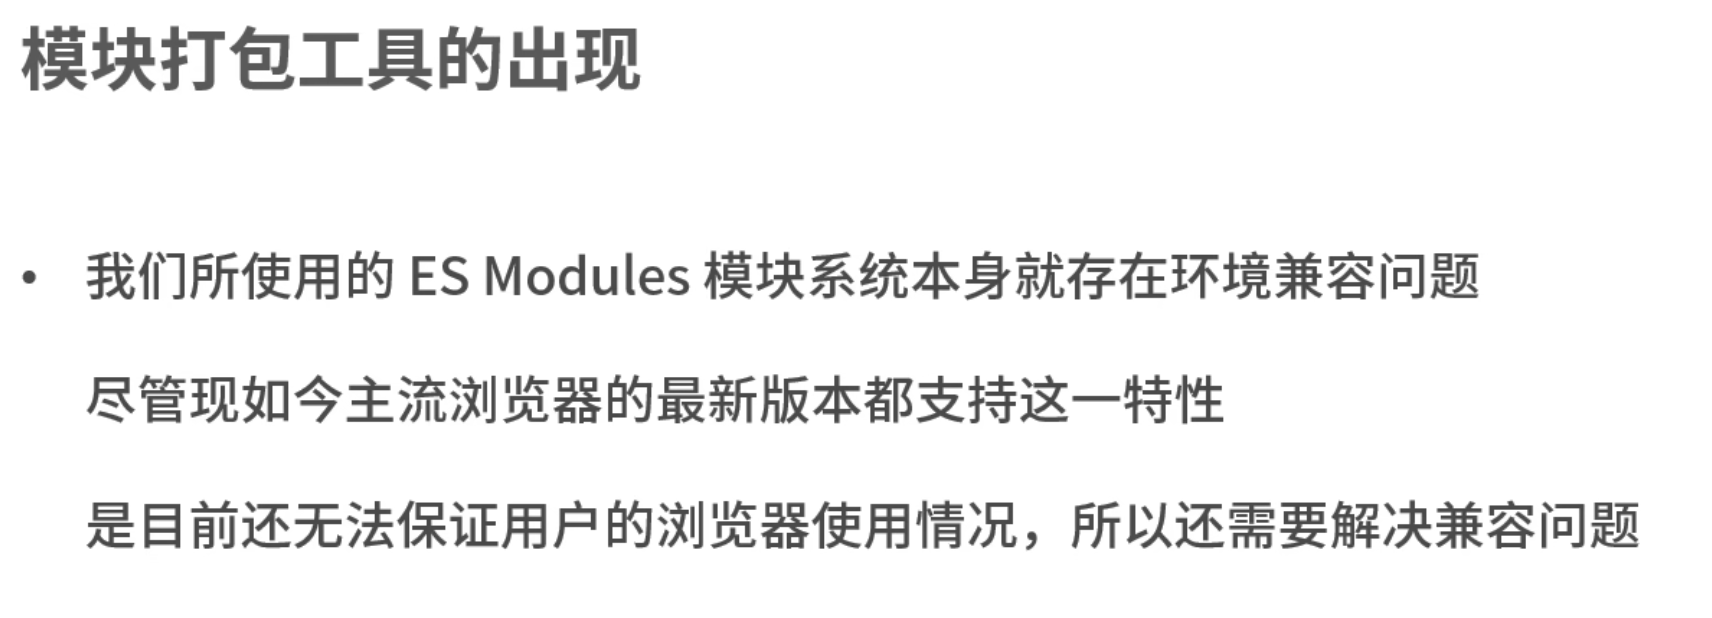 模块打包工具的出现
• 我们所使用的 ES Modules 模块系统本身就存在环境兼容问题
尽管现如今主流浏览器的最新版本都支持这一特性
是目前还无法保证用户的浏览器使用情况，所以还需要解决兼容问题